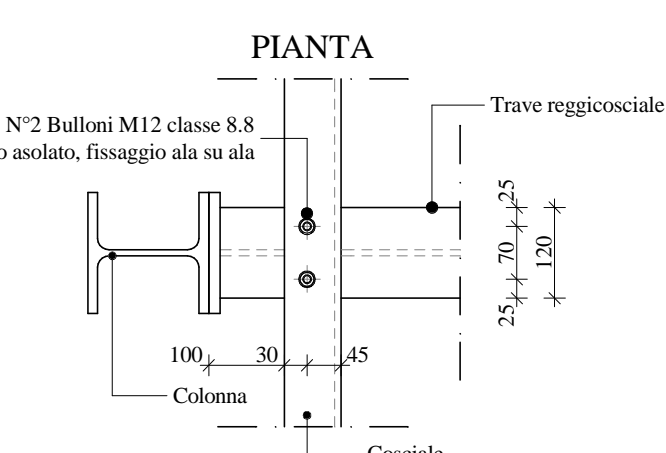 PIANTA
Trave reggicosciale
N°2 Bulloni M12 classe 8.8
asolato, fissaggio ala su ala
25
70
120
25
100
30
45
Colonna
Cosciale